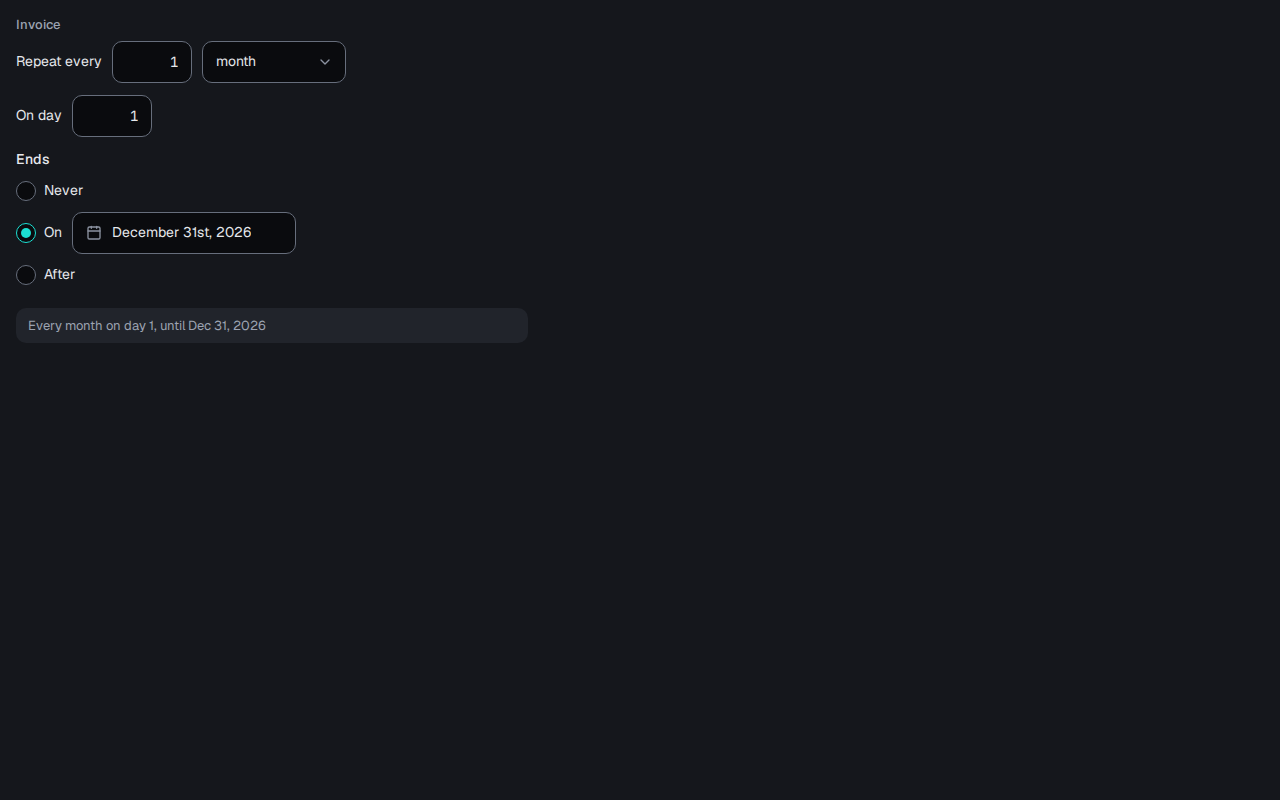 Invoice
Repeat every 1 month
On day 1
Ends
Never
On December 31st, 2026
After
Every month on day 1, until Dec 31, 2026